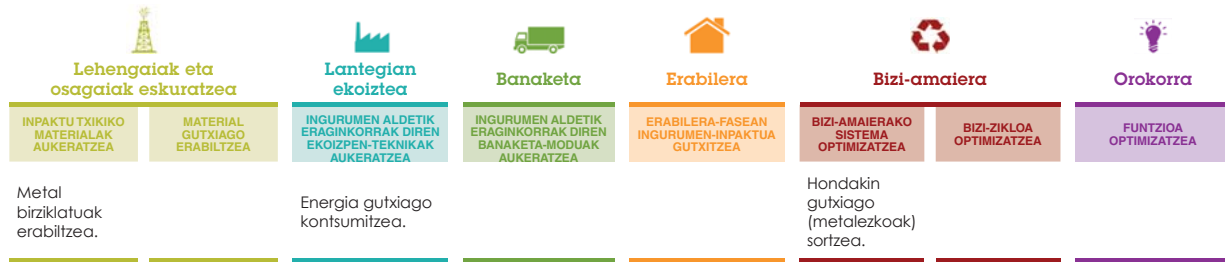 Lehengaiak eta
osagaiak eskuratzea
Lantegian
ekoiztea
Banaketa
Erabilera
Bizi-amaiera
Orokorra
INPAKTU TXIKIKO
MATERIALAK
AUKERATZEA
MATERIAL
GUTXIAGO
ERABILTZEA
INGURUMEN ALDETIK
ERAGINKORRAK DIREN
EKOIZPEN-TEKNIKAK
AUKERATZEA
INGURUMEN ALDETIK
ERAGINKORRAK DIREN
BANAKETA-MODUAK
AUKERATZEA
ERABILERA-FASEAN
INGURUMEN-INPAKTUA
GUTXITZEA
BIZI-AMAIERAKO
SISTEMA
OPTIMIZATZEA
BIZI-ZIKLOA
OPTIMIZATZEA
FUNTZIOA
OPTIMIZATZEA
Metal
birziklatuak
erabiltzea.
Energia gutxiago
kontsumitzea.
Hondakin
gutxiago
(metalezkoak)
sortzea.